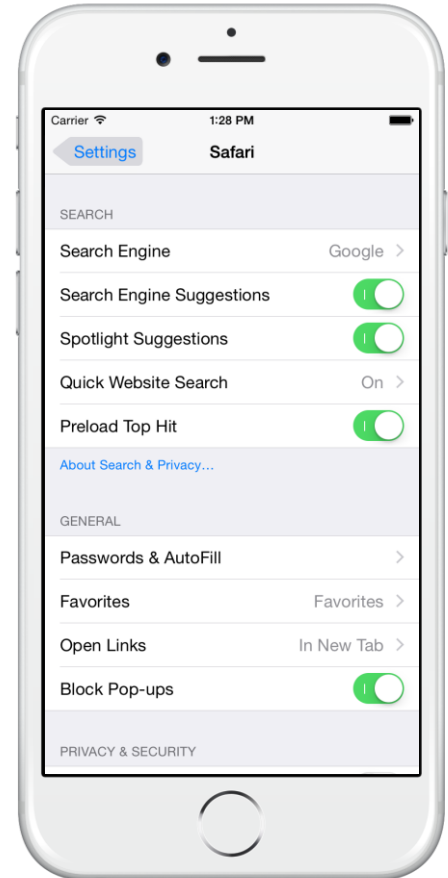 Carrier 1:28 PM
Settings Safari
SEARCH
Search Engine Google
Search Engine Suggestions
Spotlight Suggestions
Quick Website Search On
Preload Top Hit
About Search & Privacy...
GENERAL
Passwords & AutoFill
Favorites Favorites
Open Links In New Tab
Block Pop-ups
PRIVACY & SECURITY